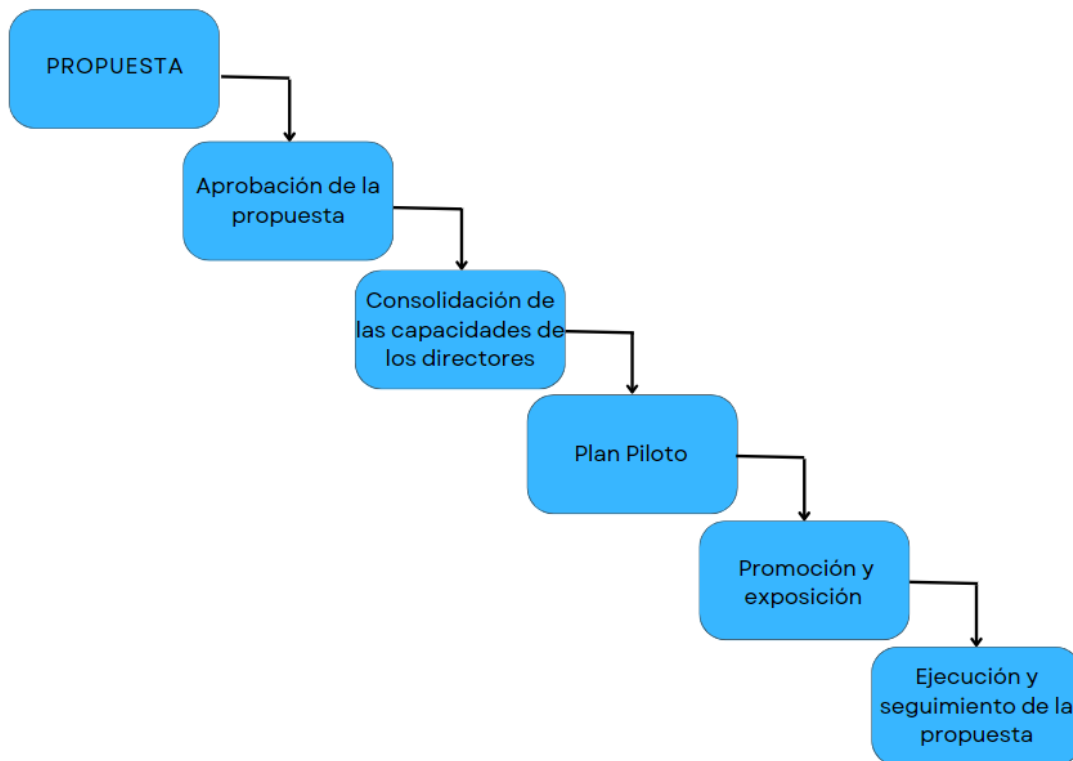 PROPUESTA
Aprobación de la
propuesta
Consolidación de
las capacidades de
los directores
Plan Piloto
Promoción y
exposición
Ejecución y
seguimiento de la
propuesta